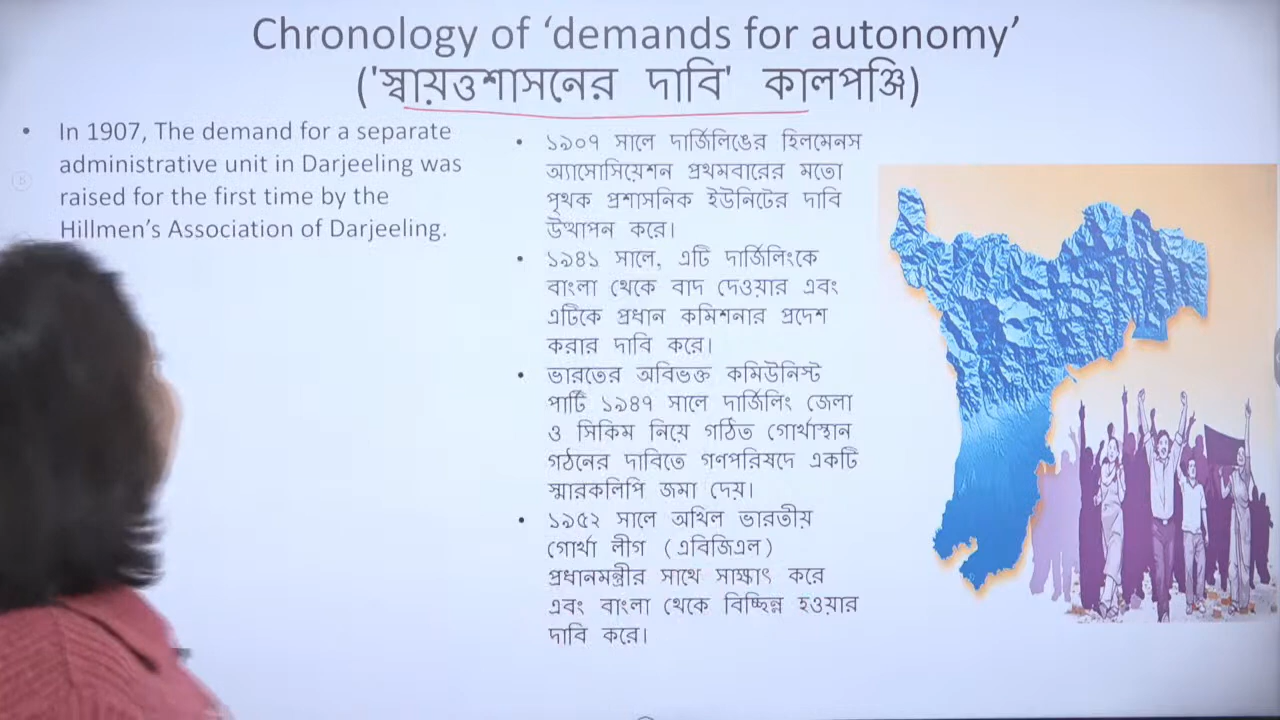 Chronology of ‘demands for autonomy’
('স্বায়ত্তশাসনের দাবি' কালপঞ্জি)
• In 1907, The demand for a separate
administrative unit in Darjeeling was
raised for the first time by the
Hillmen’s Association of Darjeeling.
• ১৯০৭ সালে দার্জিলিঙের হিলমেনস
অ্যাসোসিয়েশন প্রথমবারের মতো
পৃথক প্রশাসনিক ইউনিটের দাবি
উত্থাপন করে।
• ১৯৪১ সালে, এটি দার্জিলিংকে
বাংলা থেকে বাদ দেওয়ার এবং
এটিকে প্রধান কমিশনার প্রদেশ
করার দাবি করে।
• ভারতের অবিভক্ত কমিউনিস্ট
পার্টি ১৯৪৭ সালে দার্জিলিং জেলা
ও সিকিম নিয়ে গঠিত গোর্খাস্থান
গঠনের দাবিতে গণপরিষদে একটি
স্মারকলিপি জমা দেয়।
• ১৯৫২ সালে অখিল ভারতীয়
গোর্খা লীগ (এবিজিএল)
প্রধানমন্ত্রীর সাথে সাক্ষাৎ করে
এবং বাংলা থেকে বিচ্ছিন্ন হওয়ার
দাবি করে।